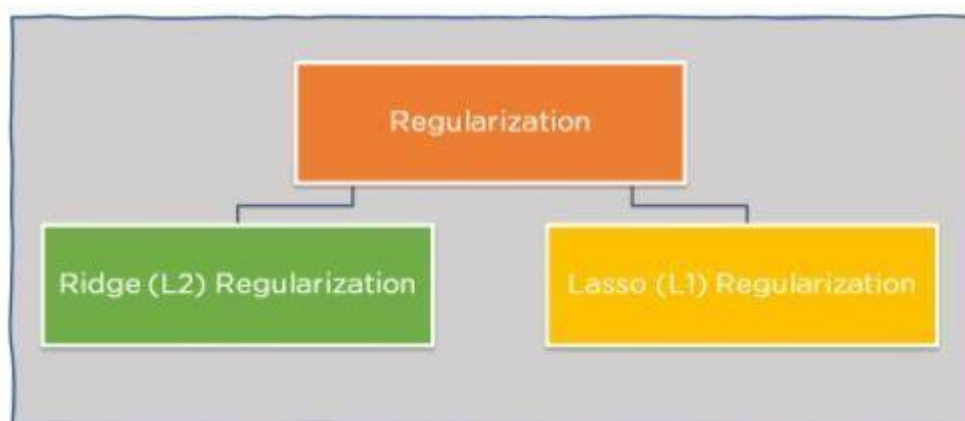 Regularization
Ridge (L2) Regularization
Lasso (L1) Regularization